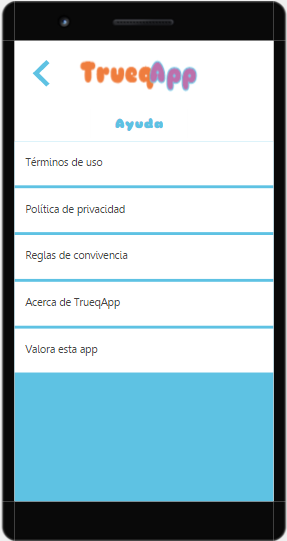 TrueqApp
Ayuda
Términos de uso
Política de privacidad
Reglas de convivencia
Acerca de TrueqApp
Valora esta app